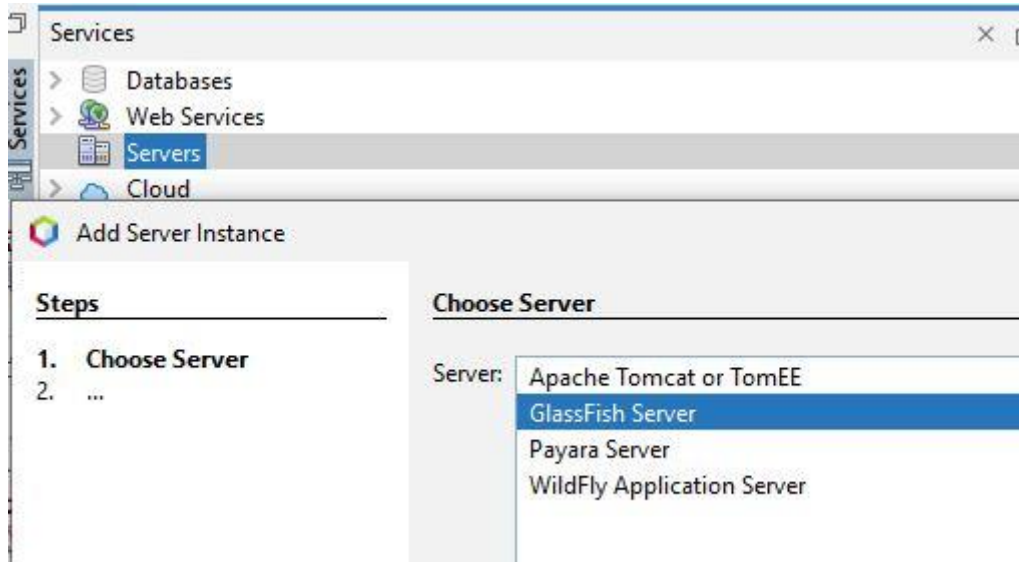 Services
Services
Databases
Web Services
Servers
Cloud
Add Server Instance
Steps
1. Choose Server
2. ...
Choose Server
Server:
Apache Tomcat or TomEE
GlassFish Server
Payara Server
WildFly Application Server